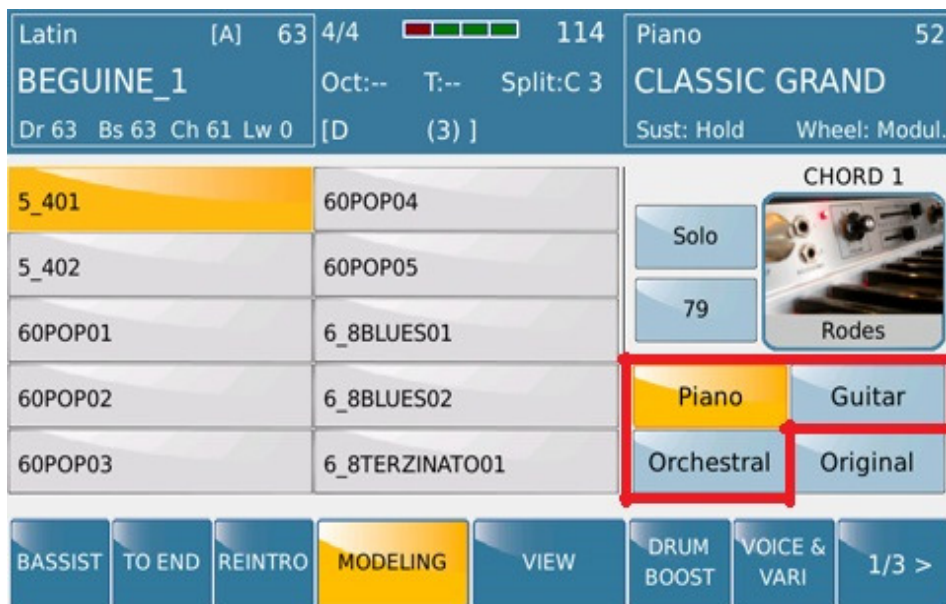 Latin [A] 63
BEGUINE_1
Dr 63 Bs 63 Ch 61 Lw 0
4/4 114
Oct:-- T:-- Split:C 3
[D (3) ]
Piano 52
CLASSIC GRAND
Sust: Hold Wheel: Modul.
5_401
5_402
60POP01
60POP02
60POP03
60POP04
60POP05
6_8BLUES01
6_8BLUES02
6_8TERZINATO01
CHORD 1
Solo
79
Rodes
Piano Guitar
Orchestral Original
BASSIST TO END REINTRO MODELING VIEW DRUM BOOST VOICE & VARI 1/3 >